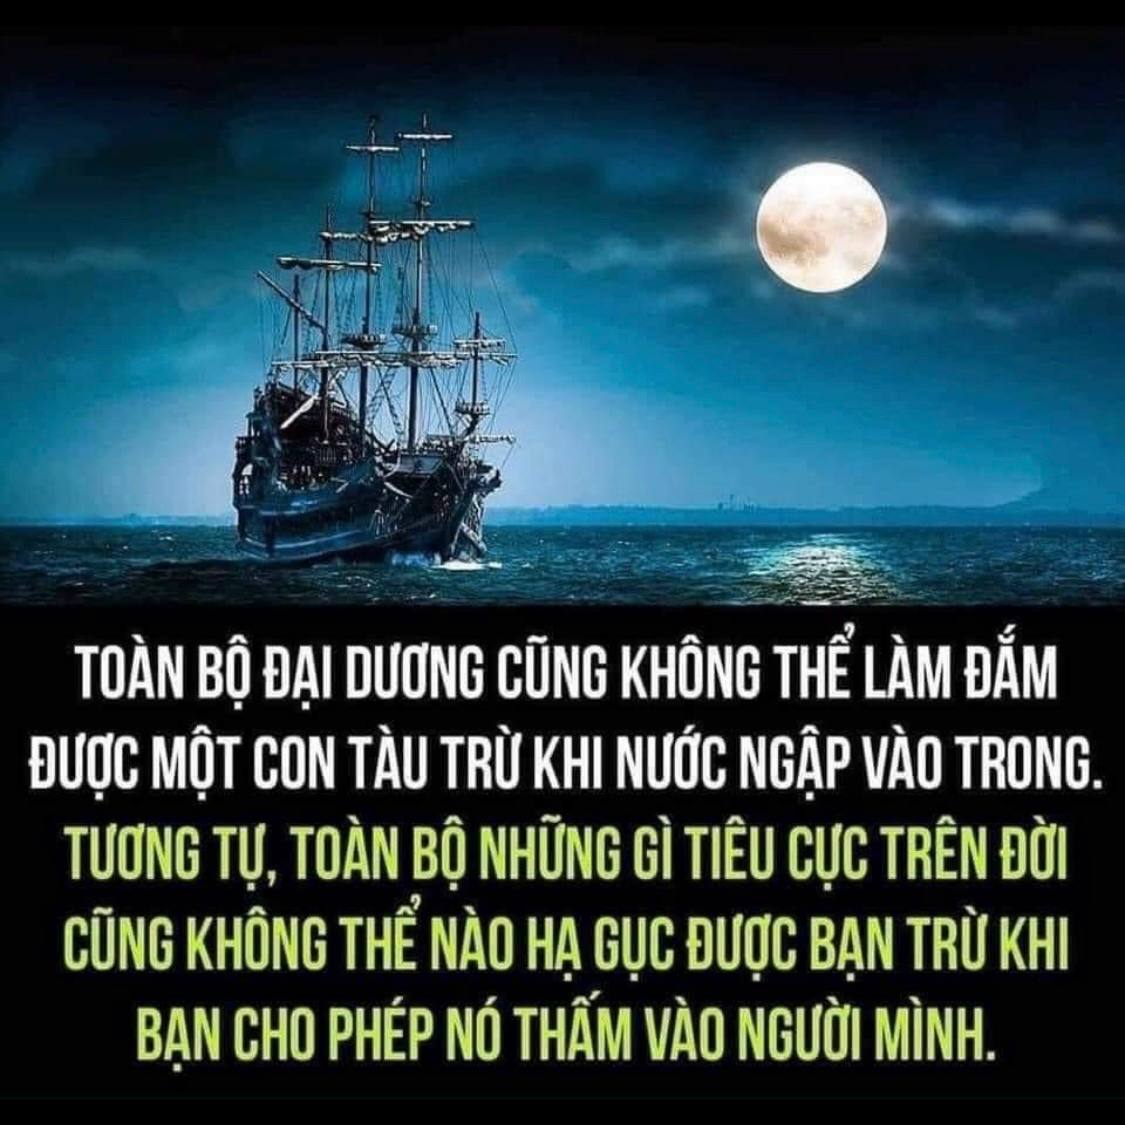 TOÀN BỘ ĐẠI DƯƠNG CŨNG KHÔNG THỂ LÀM ĐẮM
ĐƯỢC MỘT CON TÀU TRỪ KHI NƯỚC NGẬP VÀO TRONG.
TƯƠNG TỰ, TOÀN BỘ NHỮNG GÌ TIÊU CỰC TRÊN ĐỜI
CŨNG KHÔNG THỂ NÀO HẠ GỤC ĐƯỢC BẠN TRỪ KHI
BẠN CHO PHÉP NÓ THẤM VÀO NGƯỜI MÌNH.